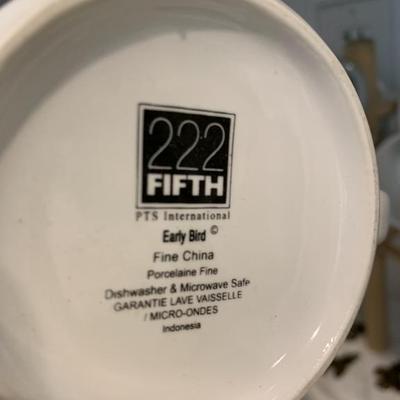 222
FIFTH
PTS International
Early Bird ©
Fine China
Porcelaine Fine
Dishwasher & Microwave Safe
GARANTIE LAVE VAISSELLE
/ MICRO-ONDES
Indonesia